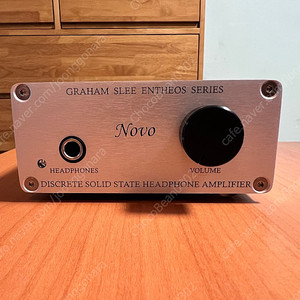 GRAHAM SLEE ENTHEOS SERIES
Novo
HEADPHONES
VOLUME
DISCRETE SOLID STATE HEADPHONE AMPLIFIER